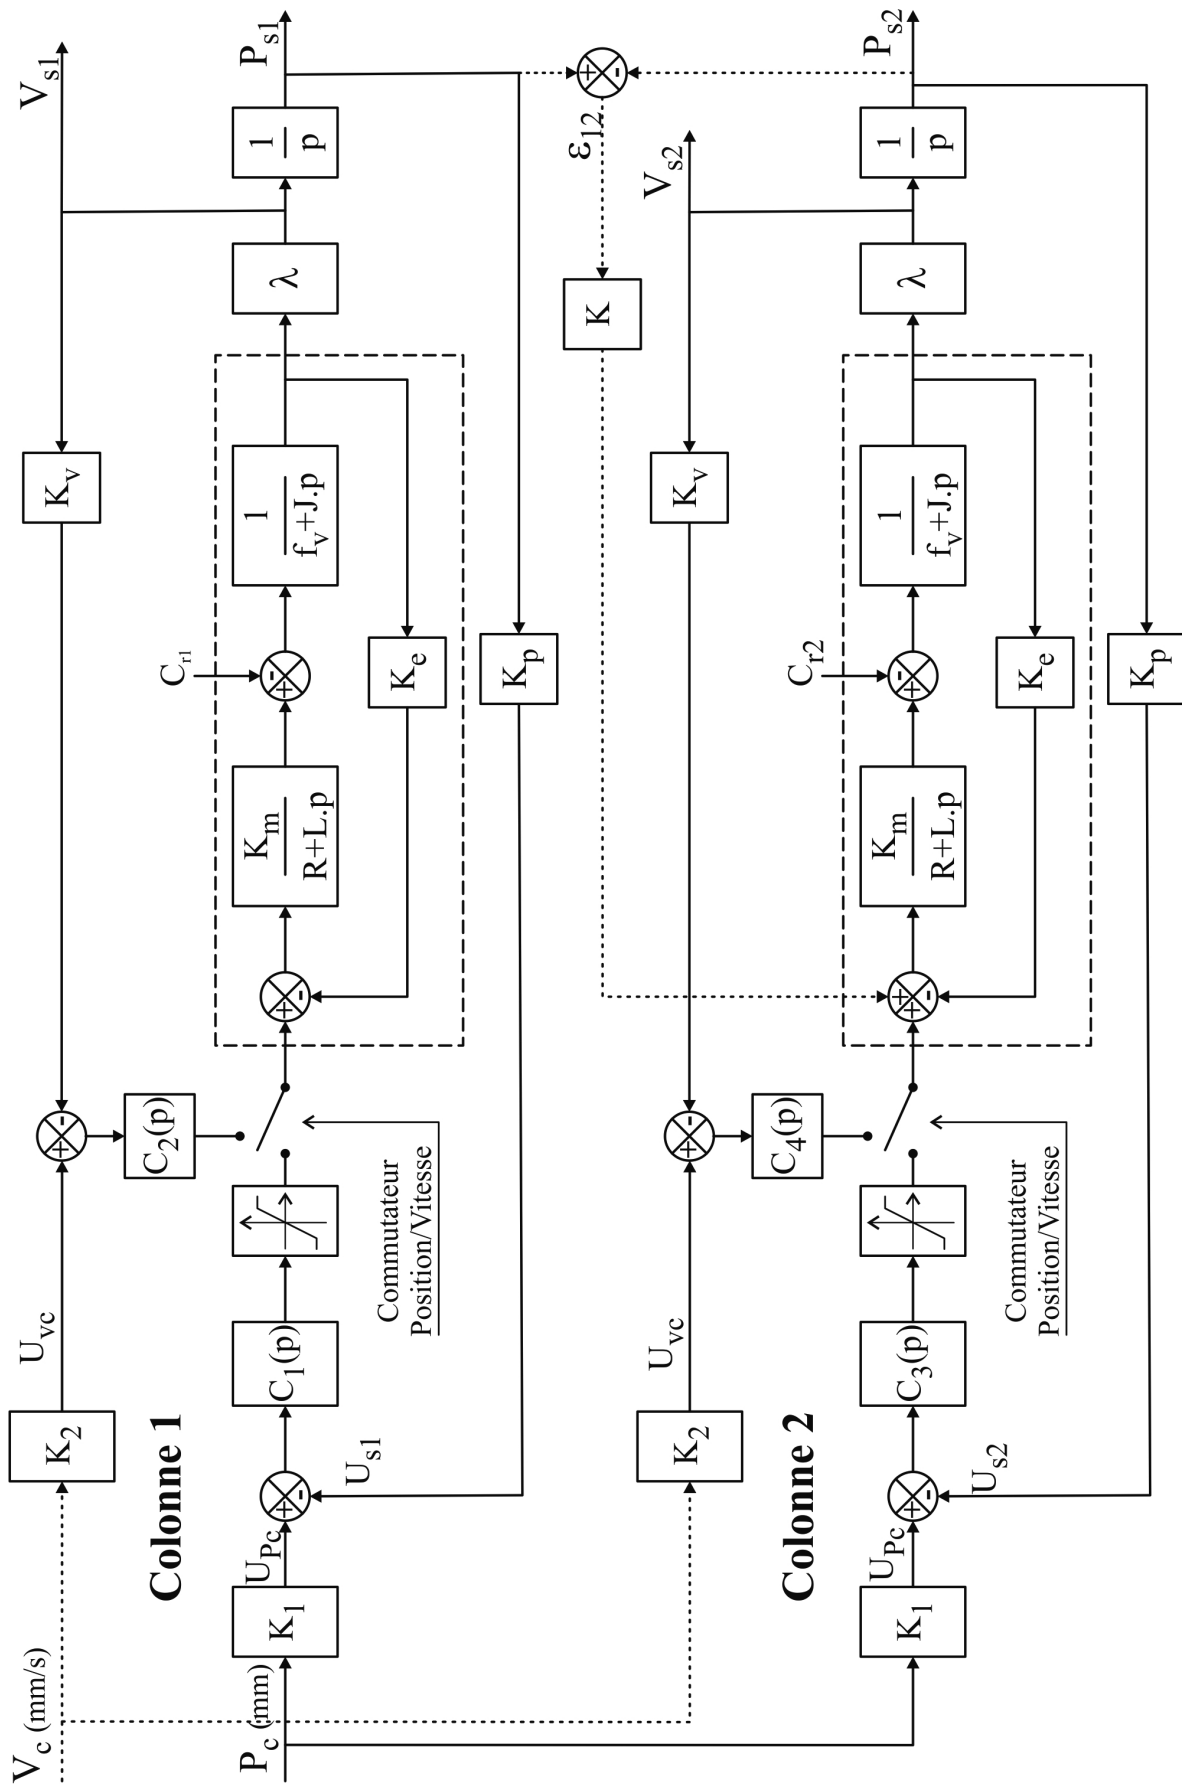 V_c (mm/s)
K_2
U_vc
+
-
K_v
V_s1
C_2(p)
Colonne 1
P_c (mm)
K_1
U_Pc
+
-
U_s1
C_1(p)
Commutateur
Position/Vitesse
+
-
K_m
R+L.p
C_r1
+
-
1
f_v+J.p
K_e
λ
1
p
P_s1
K_p
+
-
ε_12
K
K_2
U_vc
+
-
K_v
V_s2
C_4(p)
Colonne 2
K_1
U_Pc
+
-
U_s2
C_3(p)
Commutateur
Position/Vitesse
+
+
-
K_m
R+L.p
C_r2
+
-
1
f_v+J.p
K_e
λ
1
p
P_s2
K_p